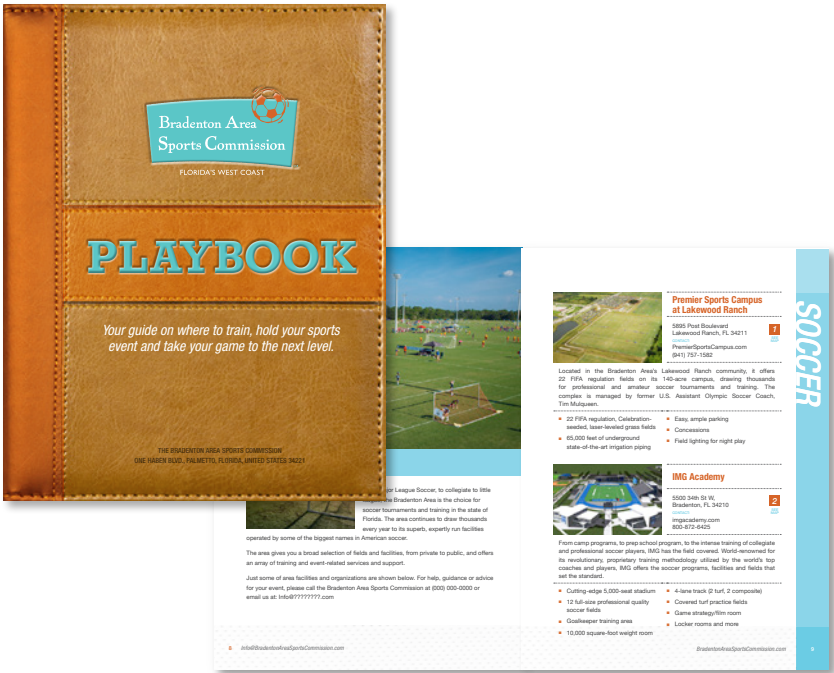 Bradenton Area
Sports Commission
FLORIDA'S WEST COAST
PLAYBOOK
Your guide on where to train, hold your sports
event and take your game to the next level.
THE BRADENTON AREA SPORTS COMMISSION
ONE HABEN BLVD., PALMETTO, FLORIDA, UNITED STATES 34221
League Soccer, to collegiate to little
the Bradenton Area is the choice for
soccer tournaments and training in the state of
Florida. The area continues to draw thousands
every year to its superb, expertly run facilities
operated by some of the biggest names in American soccer.
The area gives you a broad selection of fields and facilities, from private to public, and offers
an array of training and event-related services and support.
Just some of area facilities and organizations are shown below. For help, guidance or advice
for your event, please call the Bradenton Area Sports Commission at (000) 000-0000 or
email us at: Info@????????.com
Info@BradentonAreaSportsCommission.com
SOCCER
Premier Sports Campus
at Lakewood Ranch
5895 Post Boulevard
Lakewood Ranch, FL 34211
PremierSportsCampus.com
(941) 757-1582
1
Located in the Bradenton Area's Lakewood Ranch community, it offers
22 FIFA regulation fields on its 140-acre campus, drawing thousands
for professional and amateur soccer tournaments and training. The
complex is managed by former U.S. Assistant Olympic Soccer Coach,
Tim Mulqueen.
22 FIFA regulation, Celebration-
seeded, laser-leveled grass fields
65,000 feet of underground
state-of-the-art irrigation piping
Easy, ample parking
Concessions
Field lighting for night play
IMG Academy
5500 34th St W,
Bradenton, FL 34210
imgacademy.com
800-872-6425
2
From camp programs, to prep school program, to the intense training of collegiate
and professional soccer players, IMG has the field covered. World-renowned for
its revolutionary, proprietary training methodology utilized by the world's top
coaches and players, IMG offers the soccer programs, facilities and fields that
set the standard.
Cutting-edge 5,000-seat stadium
12 full-size professional quality
soccer fields
Goalkeeper training area
10,000 square-foot weight room
4-lane track (2 turf, 2 composite)
Covered turf practice fields
Game strategy/film room
Locker rooms and more
BradentonAreaSportsCommission.com